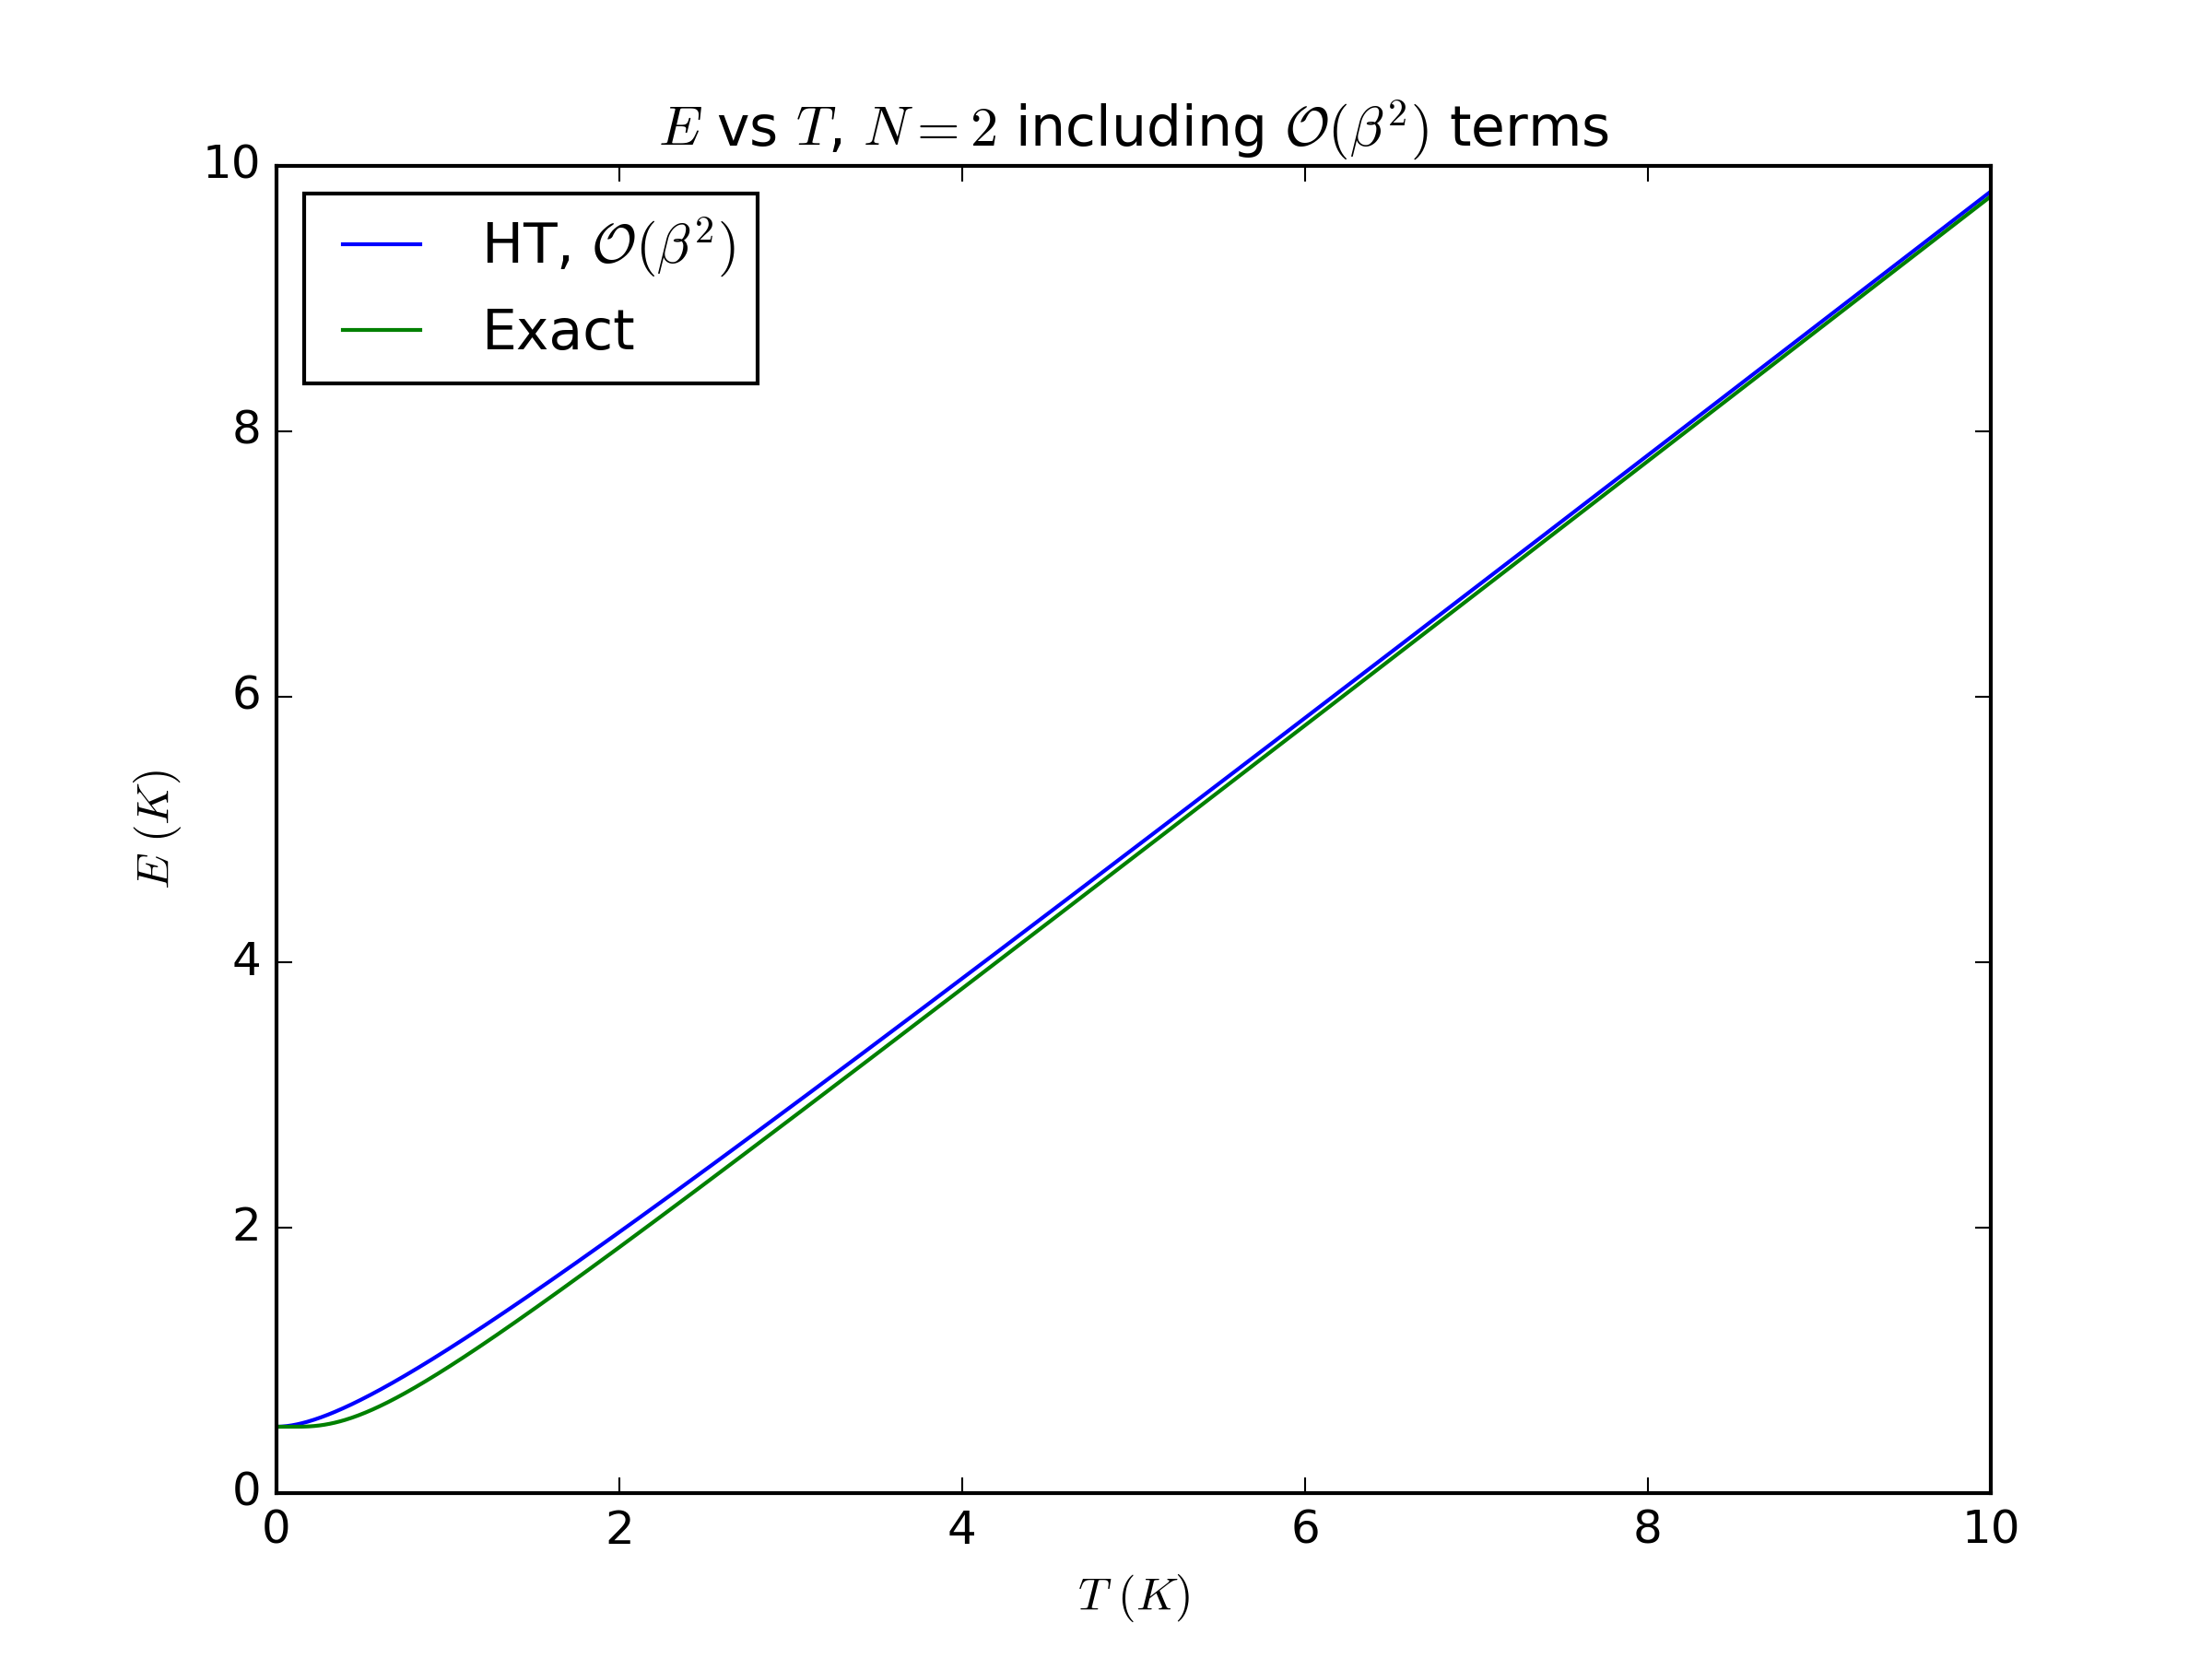 E vs T, N = 2 including 𝒪(β²) terms
10
HT, 𝒪(β²)
Exact
8
6
E (K)
4
2
0
0 2 4 6 8 10
T (K)